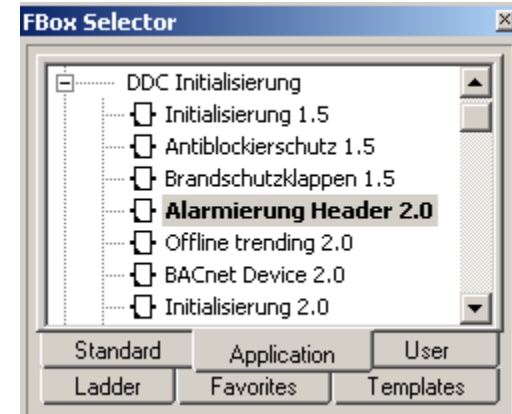 FBox Selector
DDC Initialisierung
Initialisierung 1.5
Antiblockierschutz 1.5
Brandschutzklappen 1.5
Alarmierung Header 2.0
Offline trending 2.0
BACnet Device 2.0
Initialisierung 2.0
Standard Application User
Ladder Favorites Templates